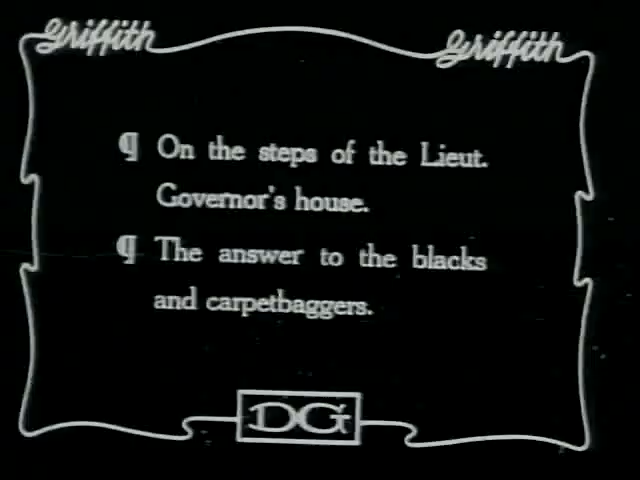 Griffith Griffith
¶ On the steps of the Lieut.
Governor's house.
¶ The answer to the blacks
and carpetbaggers.
DG